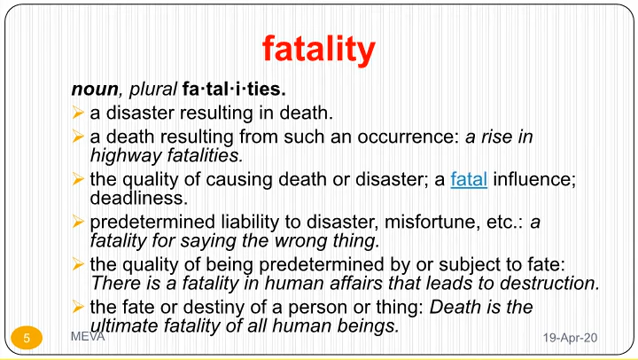 fatality
noun, plural fa·tal·i·ties.
a disaster resulting in death.
a death resulting from such an occurrence: a rise in
highway fatalities.
the quality of causing death or disaster; a fatal influence;
deadliness.
predetermined liability to disaster, misfortune, etc.: a
fatality for saying the wrong thing.
the quality of being predetermined by or subject to fate:
There is a fatality in human affairs that leads to destruction.
the fate or destiny of a person or thing: Death is the
ultimate fatality of all human beings.
5 MEVA 19-Apr-20